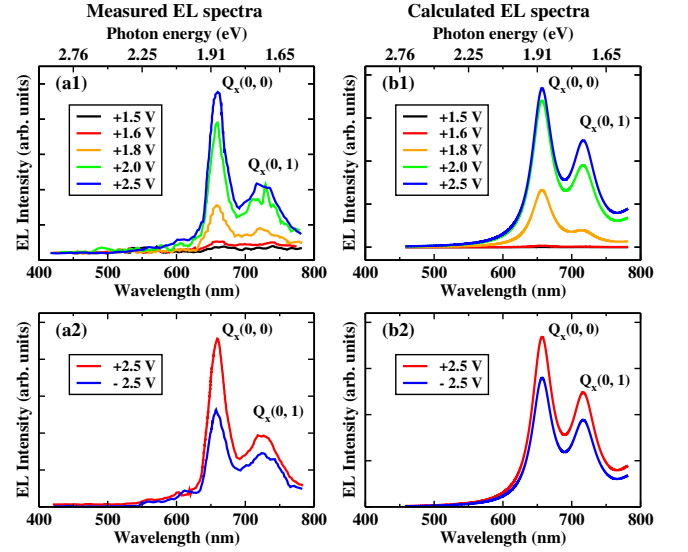 Measured EL spectra
Photon energy (eV)
2.76 2.25 1.91 1.65
EL Intensity (arb. units)
(a1)
Qx(0, 0)
Qx(0, 1)
+1.5 V
+1.6 V
+1.8 V
+2.0 V
+2.5 V
400 500 600 700 800
Wavelength (nm)
Calculated EL spectra
Photon energy (eV)
2.76 2.25 1.91 1.65
EL Intensity (arb. units)
(b1)
Qx(0, 0)
Qx(0, 1)
+1.5 V
+1.6 V
+1.8 V
+2.0 V
+2.5 V
400 500 600 700 800
Wavelength (nm)
EL Intensity (arb. units)
(a2)
Qx(0, 0)
Qx(0, 1)
+2.5 V
- 2.5 V
400 500 600 700 800
Wavelength (nm)
EL Intensity (arb. units)
(b2)
Qx(0, 0)
Qx(0, 1)
+2.5 V
- 2.5 V
400 500 600 700 800
Wavelength (nm)